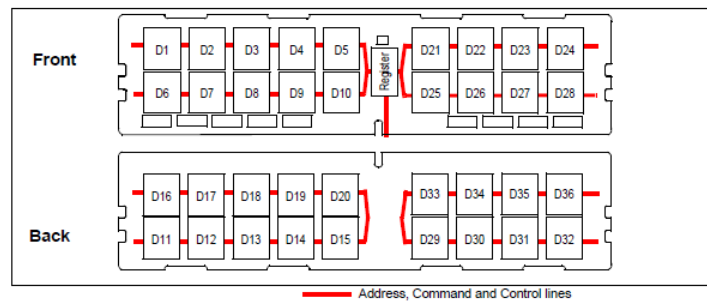 Front
D1 D2 D3 D4 D5 Register D21 D22 D23 D24
D6 D7 D8 D9 D10 D25 D26 D27 D28
Back
D16 D17 D18 D19 D20 D33 D34 D35 D36
D11 D12 D13 D14 D15 D29 D30 D31 D32
Address, Command and Control lines